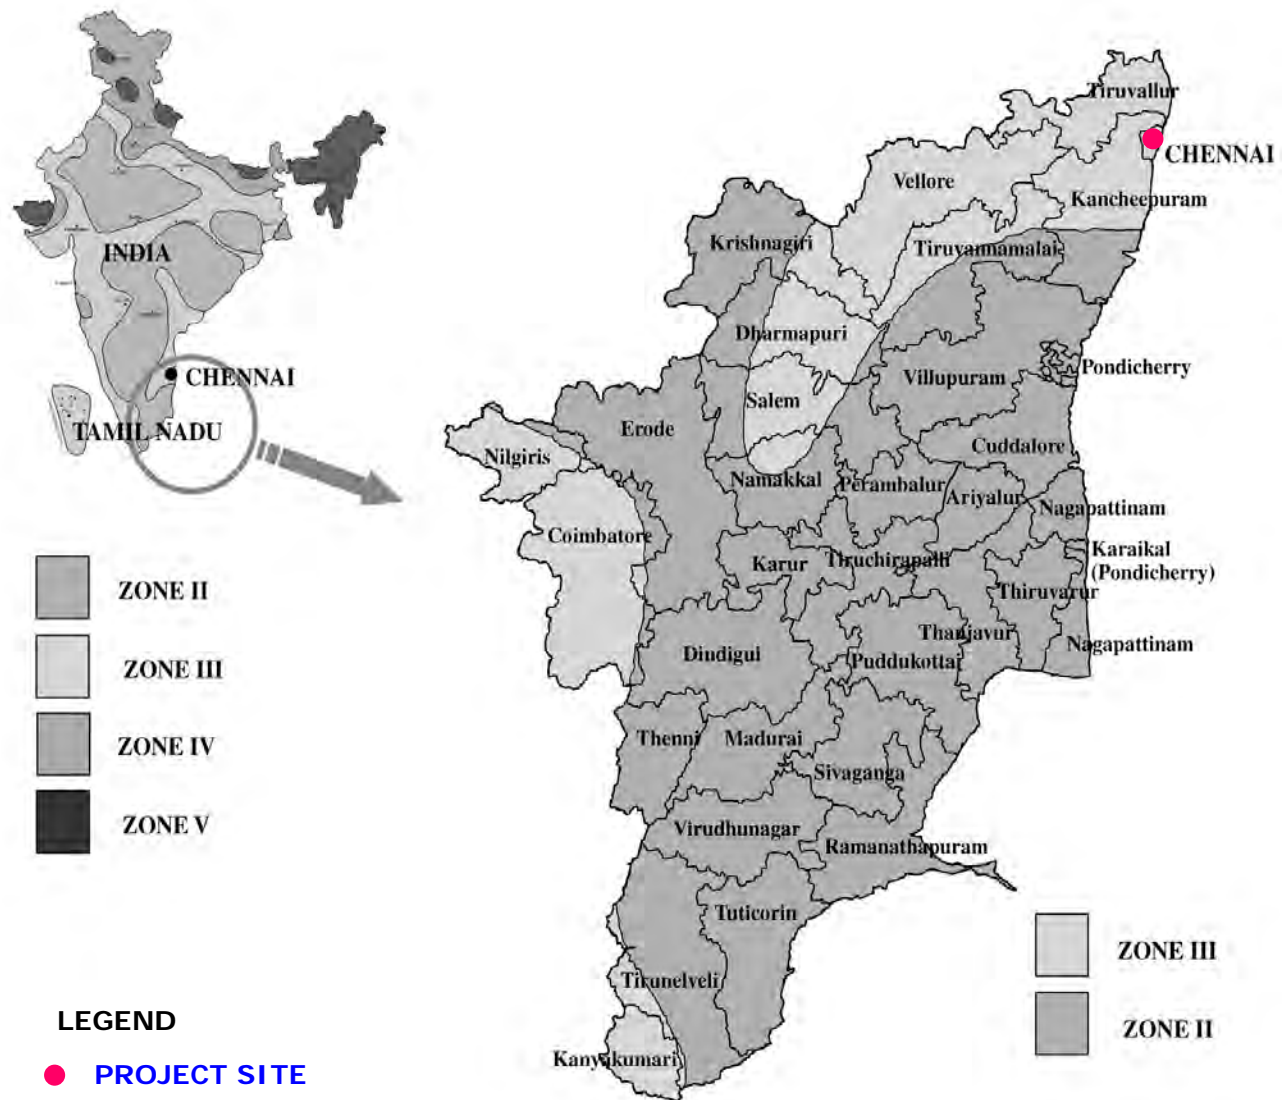 INDIA
CHENNAI
TAMIL NADU
ZONE II
ZONE III
ZONE IV
ZONE V
LEGEND
PROJECT SITE
Tiruvallur
CHENNAI
Vellore
Kancheepuram
Krishnagiri
Tiruvannamalai
Dharmapuri
Villupuram
Pondicherry
Salem
Erode
Cuddalore
Nilgiris
Namakkal
Perambalur
Ariyalur
Nagapattinam
Coimbatore
Karur
Tiruchirapalli
Karaikal
(Pondicherry)
Thiruvarur
Thanjavur
Nagapattinam
Dindigul
Puddukottai
Thenni
Madurai
Sivaganga
Virudhunagar
Ramanathapuram
Tuticorin
Tirunelveli
Kanyakumari
ZONE III
ZONE II